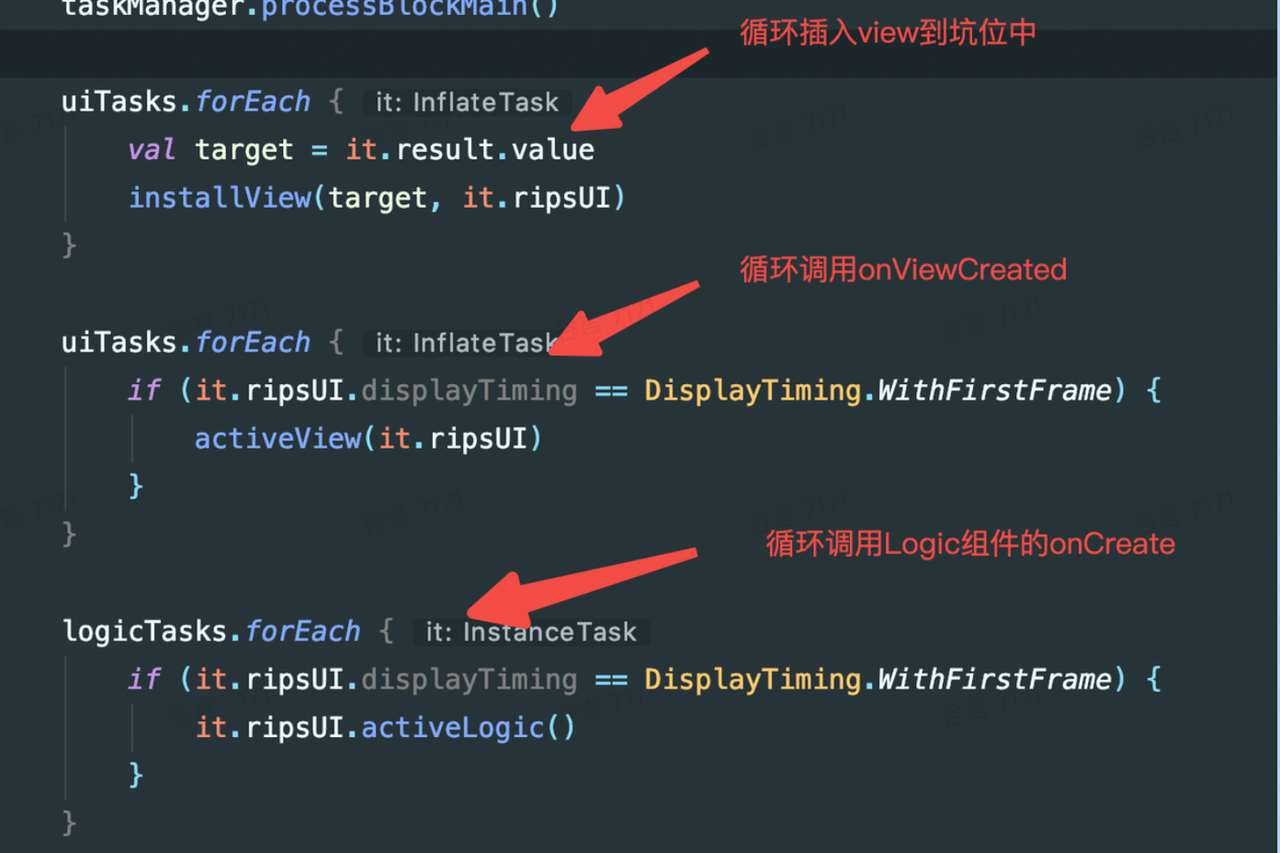 taskManager.processBlockMain()
循环插入view到坑位中
uiTasks.forEach { it: InflateTask
val target = it.result.value
installView(target, it.ripsUI)
}
循环调用onViewCreated
uiTasks.forEach { it: InflateTask
if (it.ripsUI.displayTiming == DisplayTiming.WithFirstFrame) {
activeView(it.ripsUI)
}
}
循环调用Logic组件的onCreate
logicTasks.forEach { it: InstanceTask
if (it.ripsUI.displayTiming == DisplayTiming.WithFirstFrame) {
it.ripsUI.activeLogic()
}
}